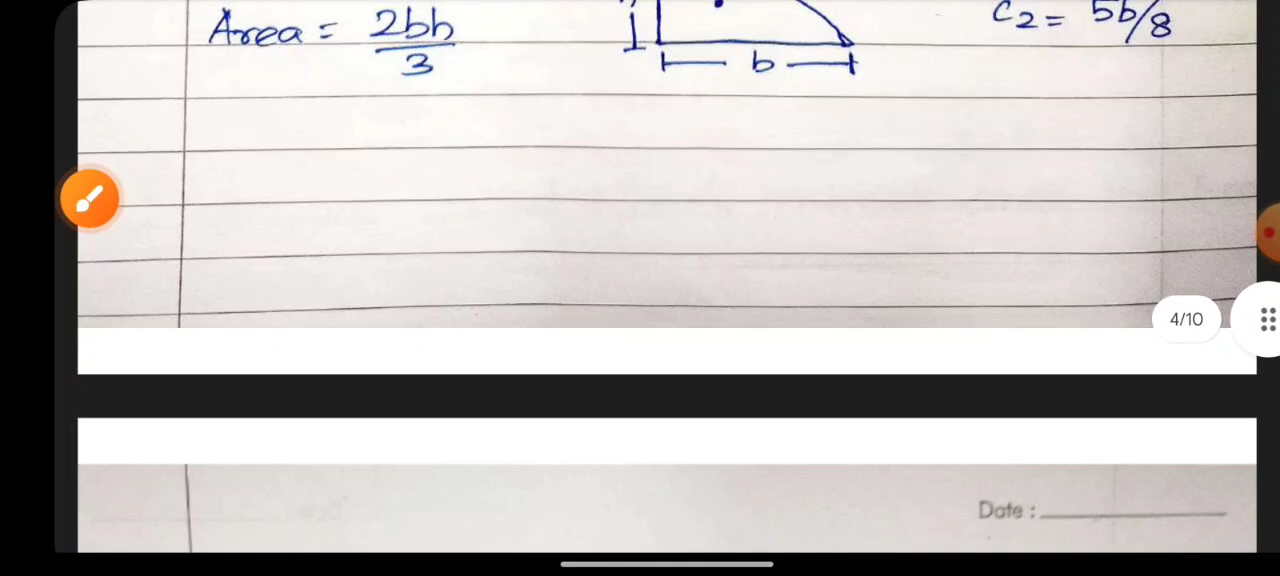 Area = 2bh/3
C2 = 5b/8
b
4/10
Date :